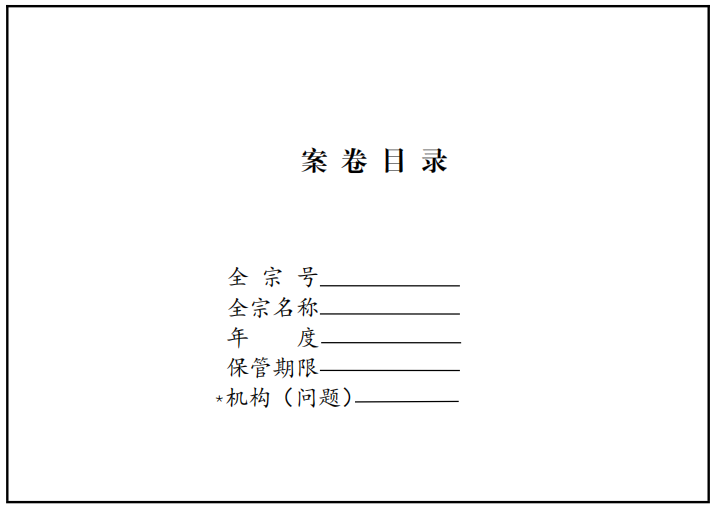 案卷目录
全宗号
全宗名称
年度
保管期限
*机构（问题）